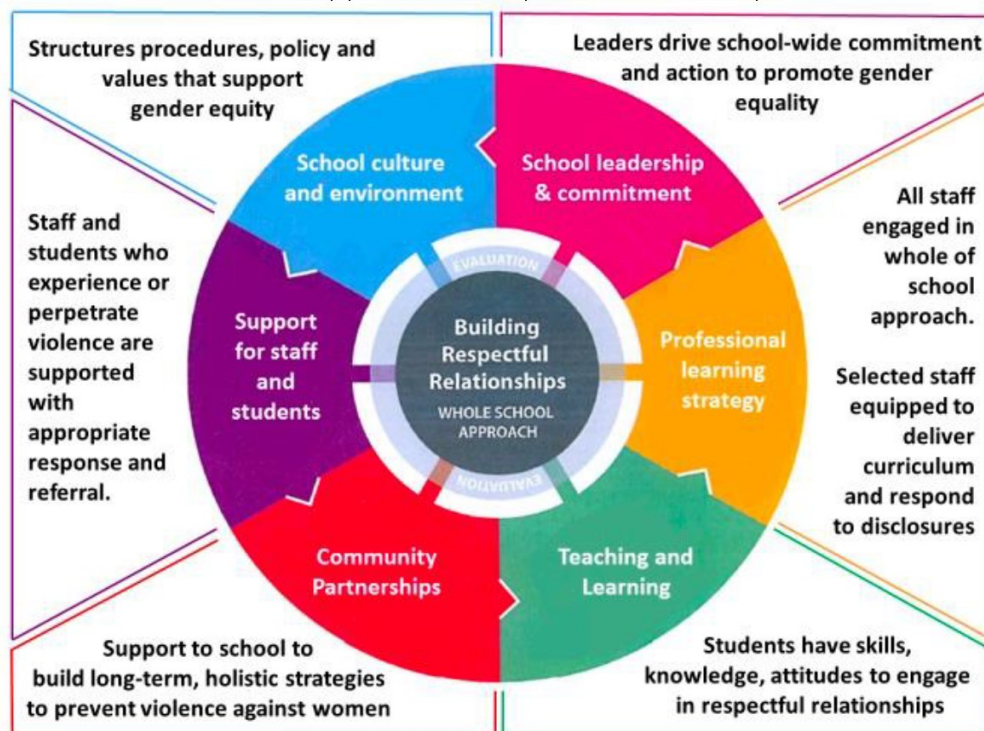 Structures procedures, policy and
values that support
gender equity
Leaders drive school-wide commitment
and action to promote gender
equality
School culture
and environment
School leadership
& commitment
Staff and
students who
experience or
perpetrate
violence are
supported
with
appropriate
response and
referral.
Support
for staff
and
students
EVALUATION
Building
Respectful
Relationships
WHOLE SCHOOL
APPROACH
EVALUATION
Professional
learning
strategy
All staff
engaged in
whole of
school
approach.
Selected staff
equipped to
deliver
curriculum
and respond
to disclosures
Community
Partnerships
Teaching and
Learning
Support to school to
build long-term, holistic strategies
to prevent violence against women
Students have skills,
knowledge, attitudes to engage
in respectful relationships